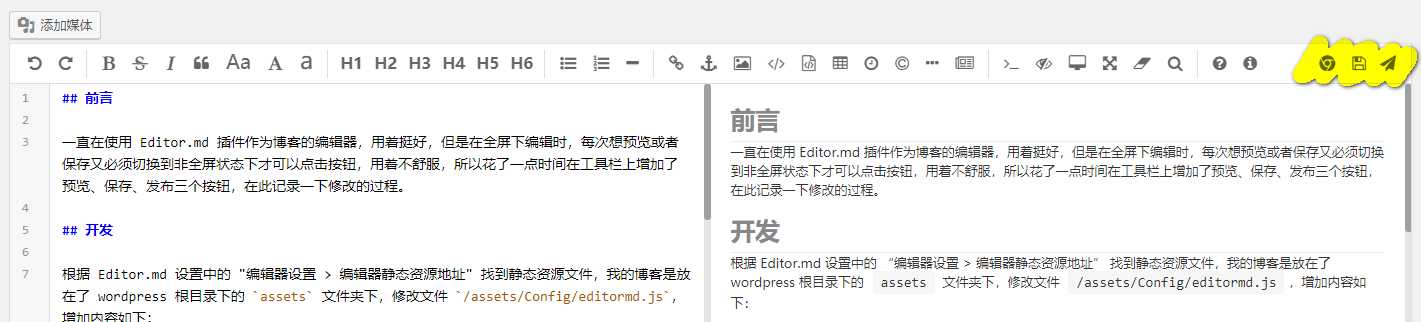 添加媒体
B S I “ Aa A a H1 H2 H3 H4 H5 H6
1 ## 前言
2
3 一直在使用 Editor.md 插件作为博客的编辑器，用着挺好，但是在全屏下编辑时，每次想预览或者
保存又必须切换到非全屏状态下才可以点击按钮，用着不舒服，所以花了一点时间在工具栏上增加了
预览、保存、发布三个按钮，在此记录一下修改的过程。
4
5 ## 开发
6
7 根据 Editor.md 设置中的 "编辑器设置 > 编辑器静态资源地址" 找到静态资源文件，我的博客是放
在了 wordpress 根目录下的 `assets` 文件夹下，修改文件 `/assets/Config/editormd.js`，
增加内容如下：
前言
一直在使用 Editor.md 插件作为博客的编辑器，用着挺好，但是在全屏下编辑时，每次想预览或者保存又必须切换
到非全屏状态下才可以点击按钮，用着不舒服，所以花了一点时间在工具栏上增加了预览、保存、发布三个按钮，
在此记录一下修改的过程。
开发
根据 Editor.md 设置中的 “编辑器设置 > 编辑器静态资源地址” 找到静态资源文件，我的博客是放在了
wordpress 根目录下的 assets 文件夹下，修改文件 /assets/Config/editormd.js ，增加内容如
下：